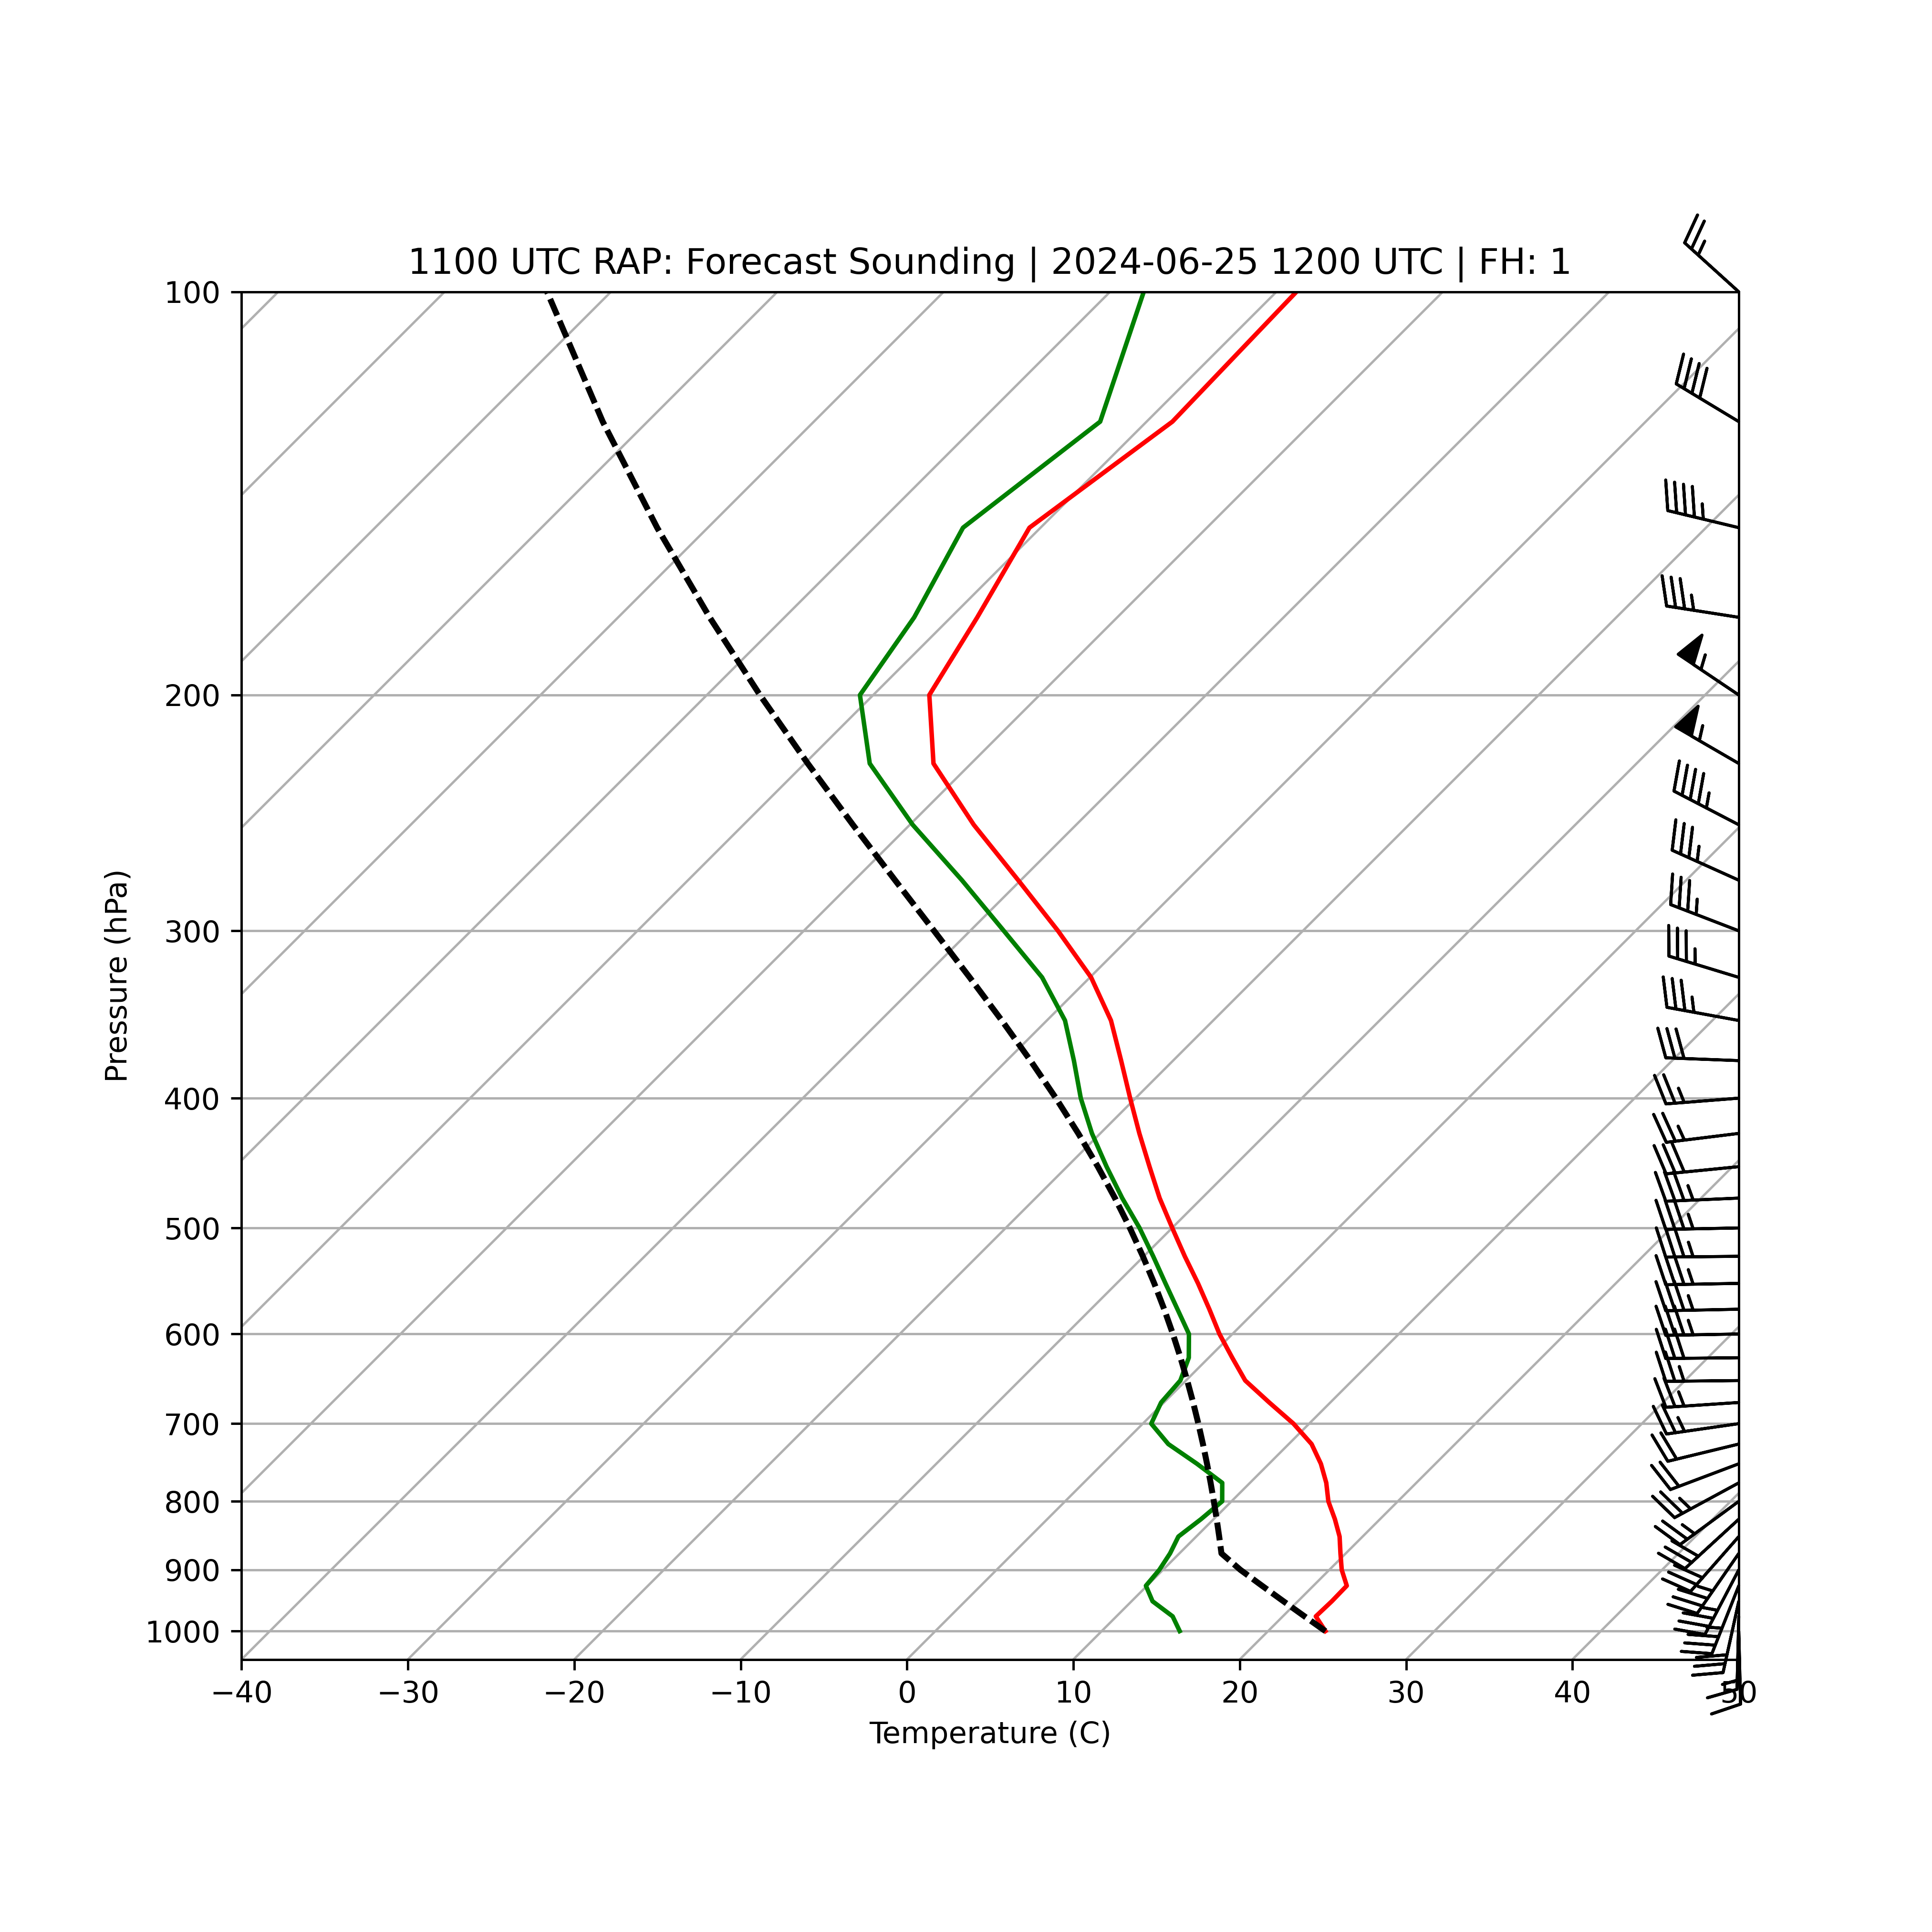 1100 UTC RAP: Forecast Sounding | 2024-06-25 1200 UTC | FH: 1
100
200
300
400
500
600
700
800
900
1000
Pressure (hPa)
−40 −30 −20 −10 0 10 20 30 40 50
Temperature (C)